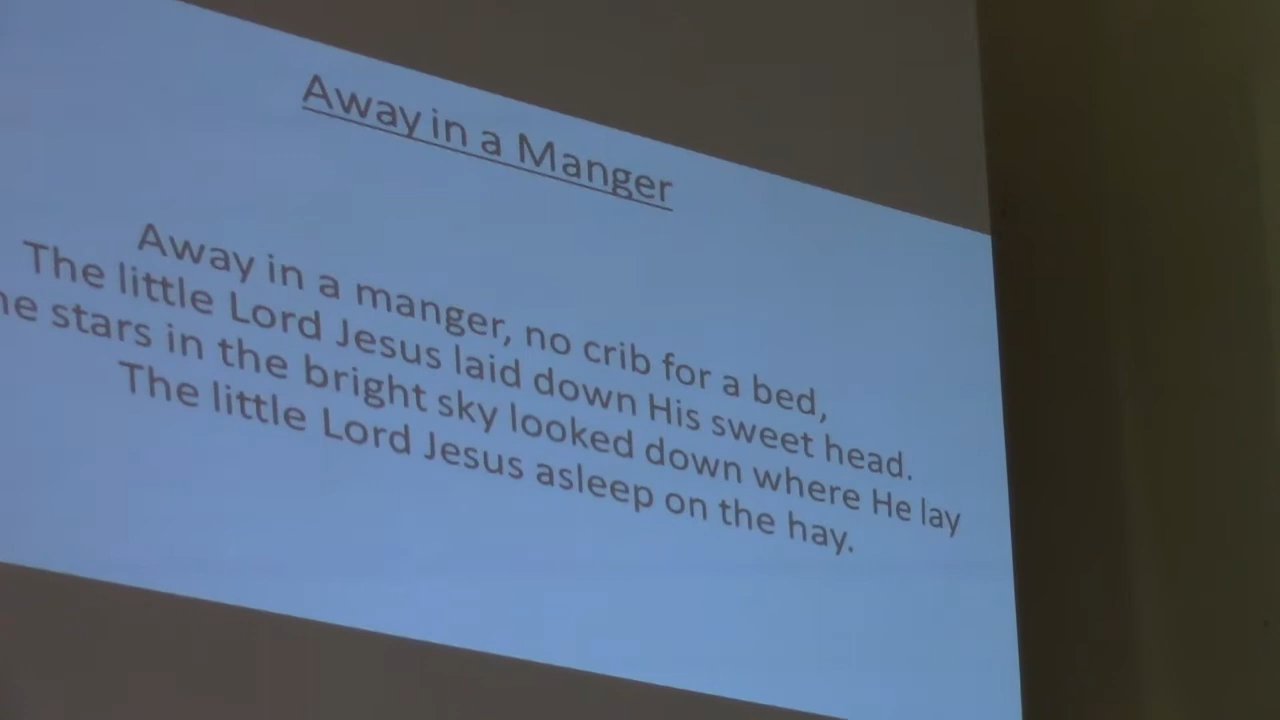 Away in a Manger
Away in a manger, no crib for a bed,
The little Lord Jesus laid down His sweet head.
he stars in the bright sky looked down where He lay
The little Lord Jesus asleep on the hay.